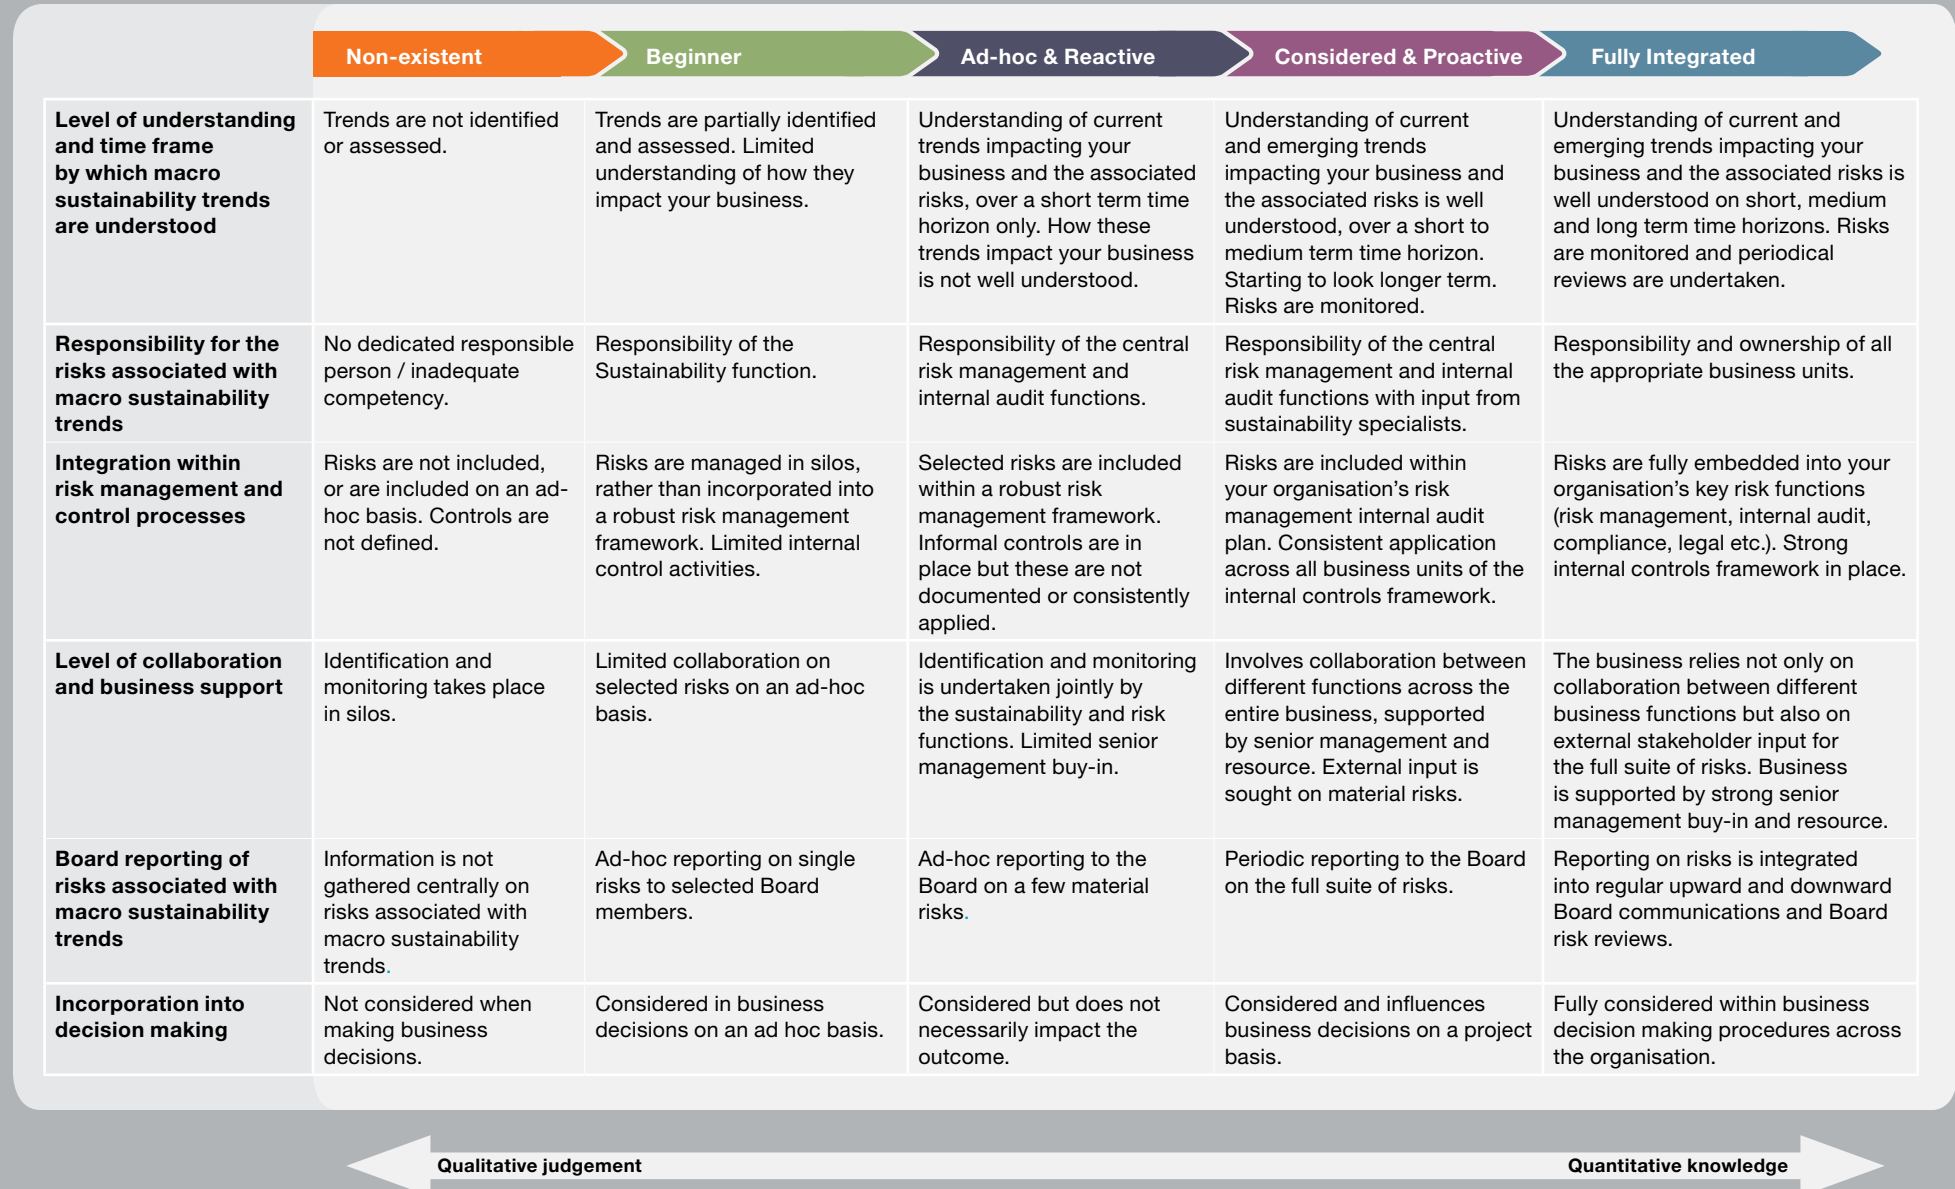 Non-existent
Beginner
Ad-hoc & Reactive
Considered & Proactive
Fully Integrated
Level of understanding
and time frame
by which macro
sustainability trends
are understood
Trends are not identified
or assessed.
Trends are partially identified
and assessed. Limited
understanding of how they
impact your business.
Understanding of current
trends impacting your
business and the associated
risks, over a short term time
horizon only. How these
trends impact your business
is not well understood.
Understanding of current
and emerging trends
impacting your business and
the associated risks is well
understood, over a short to
medium term time horizon.
Starting to look longer term.
Risks are monitored.
Understanding of current and
emerging trends impacting your
business and the associated risks is
well understood on short, medium
and long term time horizons. Risks
are monitored and periodical
reviews are undertaken.
Responsibility for the
risks associated with
macro sustainability
trends
No dedicated responsible
person / inadequate
competency.
Responsibility of the
Sustainability function.
Responsibility of the central
risk management and
internal audit functions.
Responsibility of the central
risk management and internal
audit functions with input from
sustainability specialists.
Responsibility and ownership of all
the appropriate business units.
Integration within
risk management and
control processes
Risks are not included,
or are included on an ad-
hoc basis. Controls are
not defined.
Risks are managed in silos,
rather than incorporated into
a robust risk management
framework. Limited internal
control activities.
Selected risks are included
within a robust risk
management framework.
Informal controls are in
place but these are not
documented or consistently
applied.
Risks are included within
your organisation's risk
management internal audit
plan. Consistent application
across all business units of the
internal controls framework.
Risks are fully embedded into your
organisation's key risk functions
(risk management, internal audit,
compliance, legal etc.). Strong
internal controls framework in place.
Level of collaboration
and business support
Identification and
monitoring takes place
in silos.
Limited collaboration on
selected risks on an ad-hoc
basis.
Identification and monitoring
is undertaken jointly by
the sustainability and risk
functions. Limited senior
management buy-in.
Involves collaboration between
different functions across the
entire business, supported
by senior management and
resource. External input is
sought on material risks.
The business relies not only on
collaboration between different
business functions but also on
external stakeholder input for
the full suite of risks. Business
is supported by strong senior
management buy-in and resource.
Board reporting of
risks associated with
macro sustainability
trends
Information is not
gathered centrally on
risks associated with
macro sustainability
trends.
Ad-hoc reporting on single
risks to selected Board
members.
Ad-hoc reporting to the
Board on a few material
risks.
Periodic reporting to the Board
on the full suite of risks.
Reporting on risks is integrated
into regular upward and downward
Board communications and Board
risk reviews.
Incorporation into
decision making
Not considered when
making business
decisions.
Considered in business
decisions on an ad hoc basis.
Considered but does not
necessarily impact the
outcome.
Considered and influences
business decisions on a project
basis.
Fully considered within business
decision making procedures across
the organisation.
Qualitative judgement
Quantitative knowledge